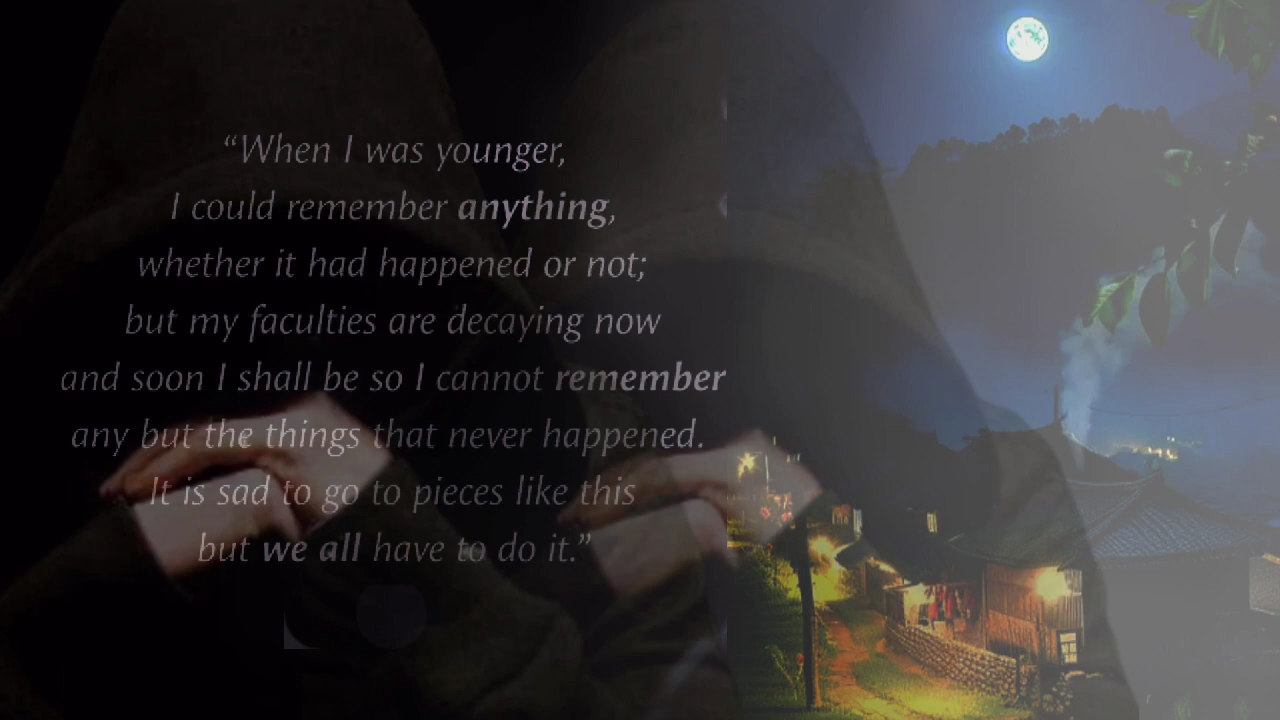 “When I was younger,
I could remember anything,
whether it had happened or not;
but my faculties are decaying now
and soon I shall be so I cannot remember
any but the things that never happened.
It is sad to go to pieces like this
but we all have to do it.”